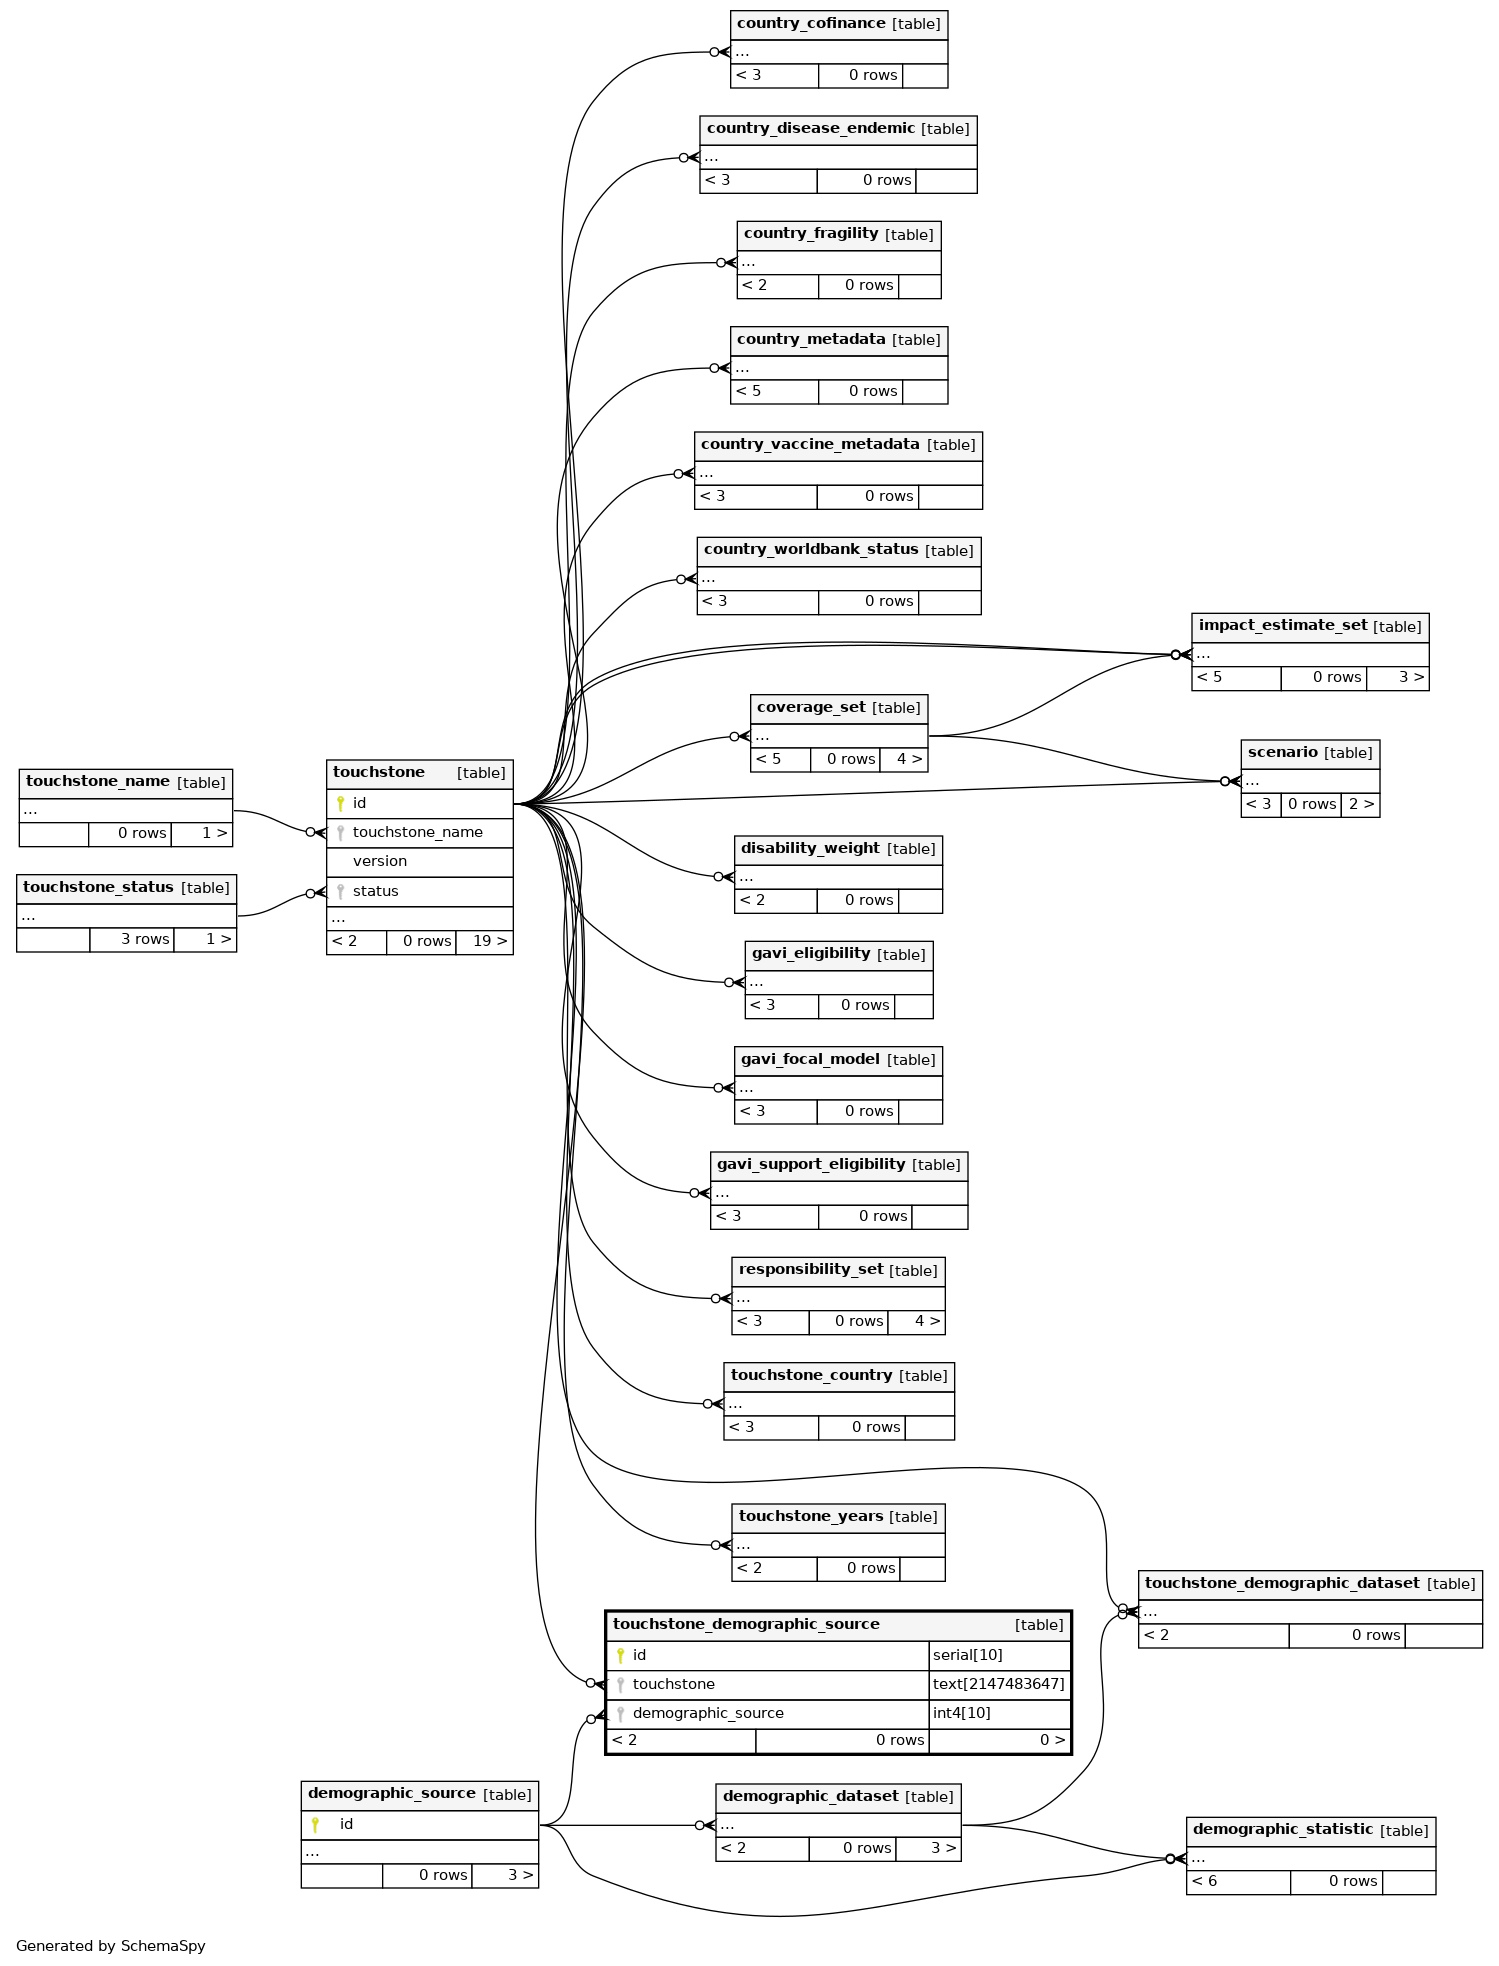 country_cofinance [table]
...
< 3 0 rows
country_disease_endemic [table]
...
< 3 0 rows
country_fragility [table]
...
< 2 0 rows
country_metadata [table]
...
< 5 0 rows
country_vaccine_metadata [table]
...
< 3 0 rows
country_worldbank_status [table]
...
< 3 0 rows
impact_estimate_set [table]
...
< 5 0 rows 3 >
coverage_set [table]
...
< 5 0 rows 4 >
scenario [table]
...
< 3 0 rows 2 >
touchstone_name [table]
...
0 rows 1 >
touchstone_status [table]
...
3 rows 1 >
touchstone [table]
id
touchstone_name
version
status
...
< 2 0 rows 19 >
disability_weight [table]
...
< 2 0 rows
gavi_eligibility [table]
...
< 3 0 rows
gavi_focal_model [table]
...
< 3 0 rows
gavi_support_eligibility [table]
...
< 3 0 rows
responsibility_set [table]
...
< 3 0 rows 4 >
touchstone_country [table]
...
< 3 0 rows
touchstone_years [table]
...
< 2 0 rows
touchstone_demographic_dataset [table]
...
< 2 0 rows
touchstone_demographic_source [table]
id serial[10]
touchstone text[2147483647]
demographic_source int4[10]
< 2 0 rows 0 >
demographic_source [table]
id
...
0 rows 3 >
demographic_dataset [table]
...
< 2 0 rows 3 >
demographic_statistic [table]
...
< 6 0 rows
Generated by SchemaSpy